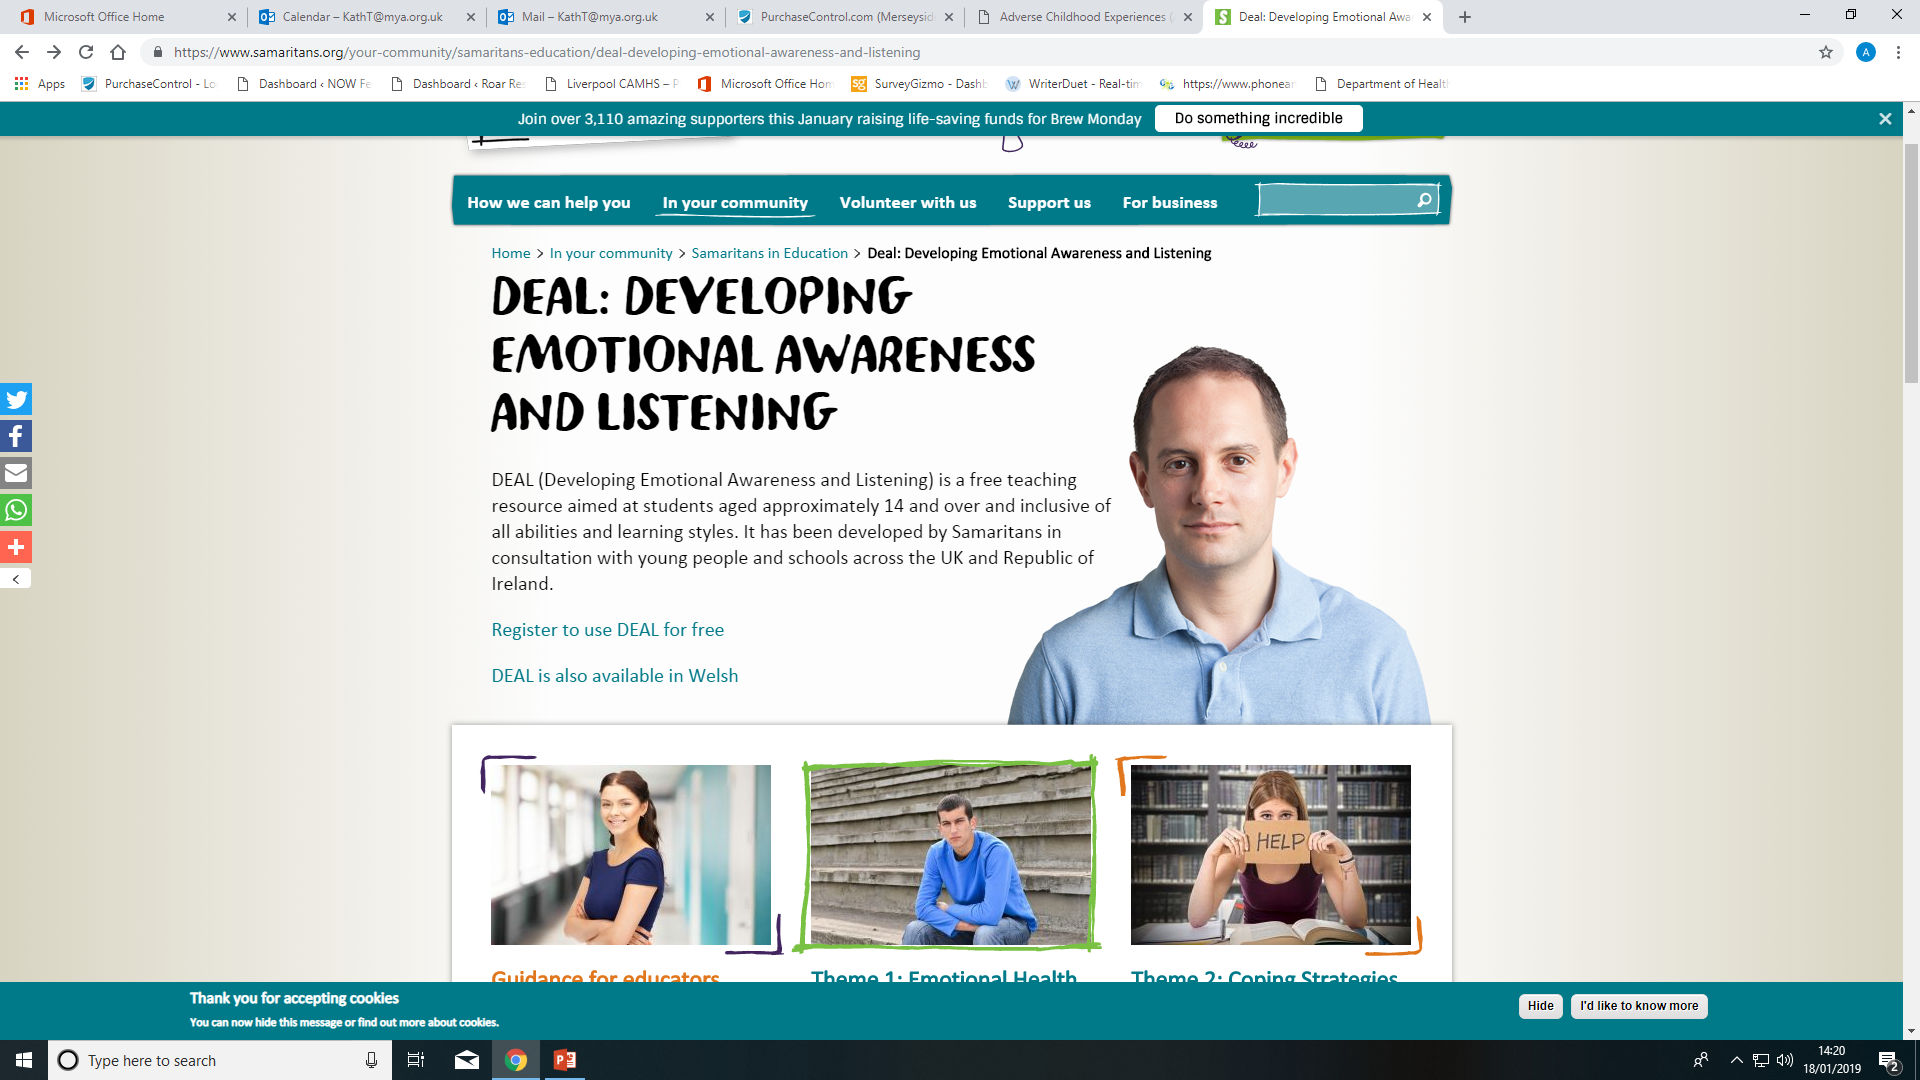 Microsoft Office Home
Calendar – KathT@mya.org.uk
Mail – KathT@mya.org.uk
PurchaseControl.com (Merseysid
Adverse Childhood Experiences (
Deal: Developing Emotional Awa
https://www.samaritans.org/your-community/samaritans-education/deal-developing-emotional-awareness-and-listening
A
Apps
PurchaseControl - Lo
Dashboard ‹ NOW Fe
Dashboard ‹ Roar Res
Liverpool CAMHS – P
Microsoft Office Hom
sg
SurveyGizmo - Dashb
W
WriterDuet - Real-tim
https://www.phonear
Department of Healt
Join over 3,110 amazing supporters this January raising life-saving funds for Brew Monday
Do something incredible
How we can help you
In your community
Volunteer with us
Support us
For business
Home > In your community > Samaritans in Education > Deal: Developing Emotional Awareness and Listening
DEAL: DEVELOPING
EMOTIONAL AWARENESS
AND LISTENING
DEAL (Developing Emotional Awareness and Listening) is a free teaching
resource aimed at students aged approximately 14 and over and inclusive of
all abilities and learning styles. It has been developed by Samaritans in
consultation with young people and schools across the UK and Republic of
Ireland.
Register to use DEAL for free
DEAL is also available in Welsh
HELP
Guidance for educators
Theme 1: Emotional Health
Theme 2: Coping Strategies
Thank you for accepting cookies
You can now hide this message or find out more about cookies.
Hide
I'd like to know more
Type here to search
14:20
18/01/2019
2